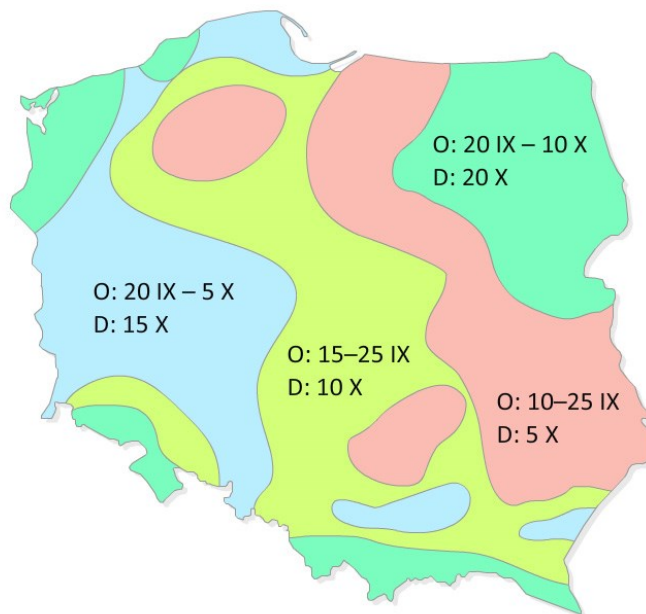 O: 20 IX – 10 X
D: 20 X
O: 20 IX – 5 X
D: 15 X
O: 15–25 IX
D: 10 X
O: 10–25 IX
D: 5 X